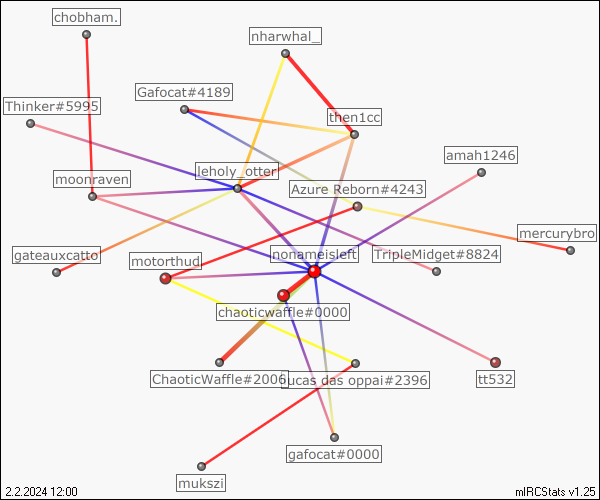 chobham.
nharwhal_
Gafocat#4189
Thinker#5995
then1cc
amah1246
leholy_otter
moonraven
Azure Reborn#4243
mercurybro
gateauxcatto
motorthud
nonameisleft
TripleMidget#8824
chaoticwaffle#0000
ChaoticWaffle#2006
das oppai#2396
tt532
gafocat#0000
mukszi
2.2.2024 12:00
mIRCStats v1.25